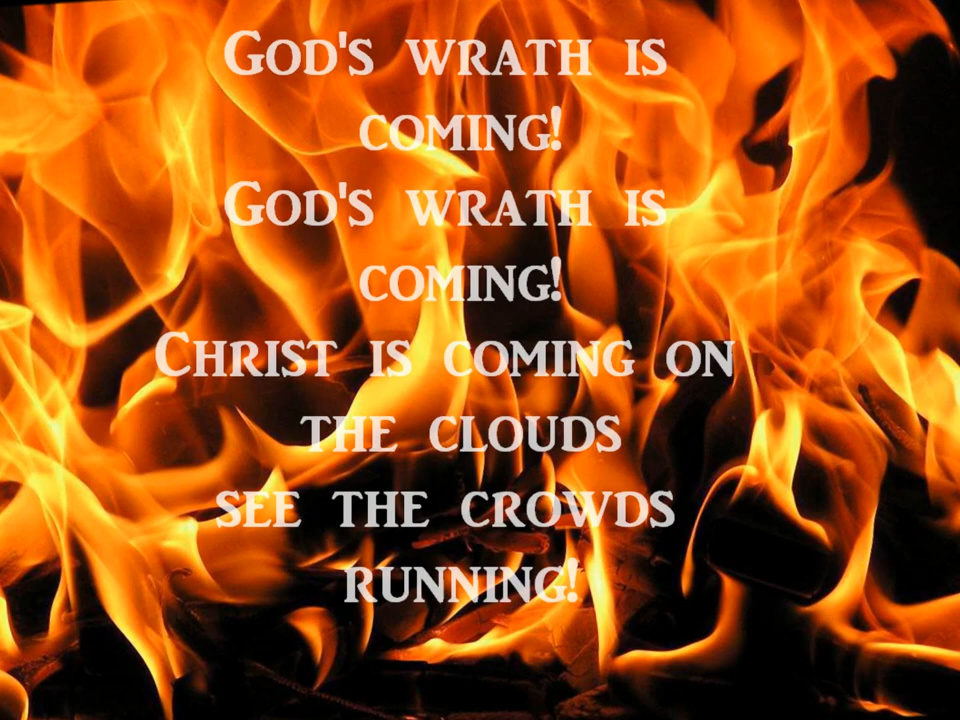 God's wrath is
coming!
God's wrath is
coming!
Christ is coming on
the clouds
see the crowds
running!